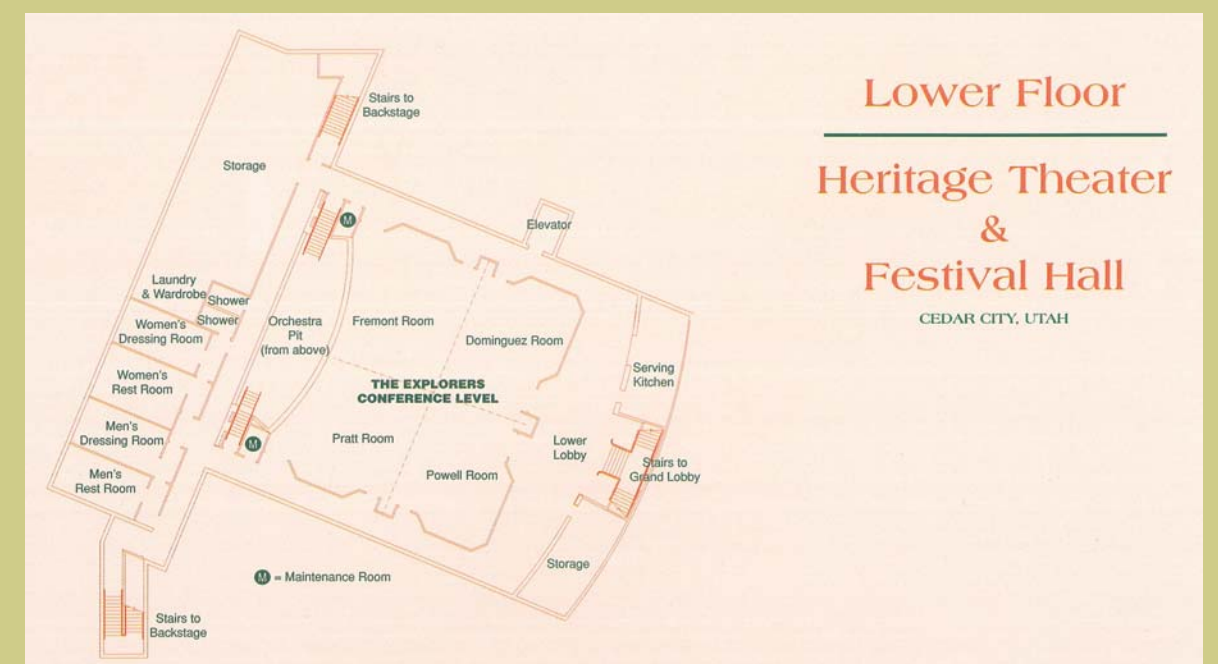 Lower Floor
Heritage Theater
&
Festival Hall
CEDAR CITY, UTAH
Stairs to
Backstage
Storage
M
Elevator
Laundry
& Wardrobe
Shower
Shower
Women's
Dressing Room
Orchestra
Pit
(from above)
Fremont Room
Dominguez Room
Women's
Rest Room
THE EXPLORERS
CONFERENCE LEVEL
Serving
Kitchen
Men's
Dressing Room
M
Pratt Room
Lower
Lobby
Men's
Rest Room
Powell Room
Stairs to
Grand Lobby
Storage
M = Maintenance Room
Stairs to
Backstage